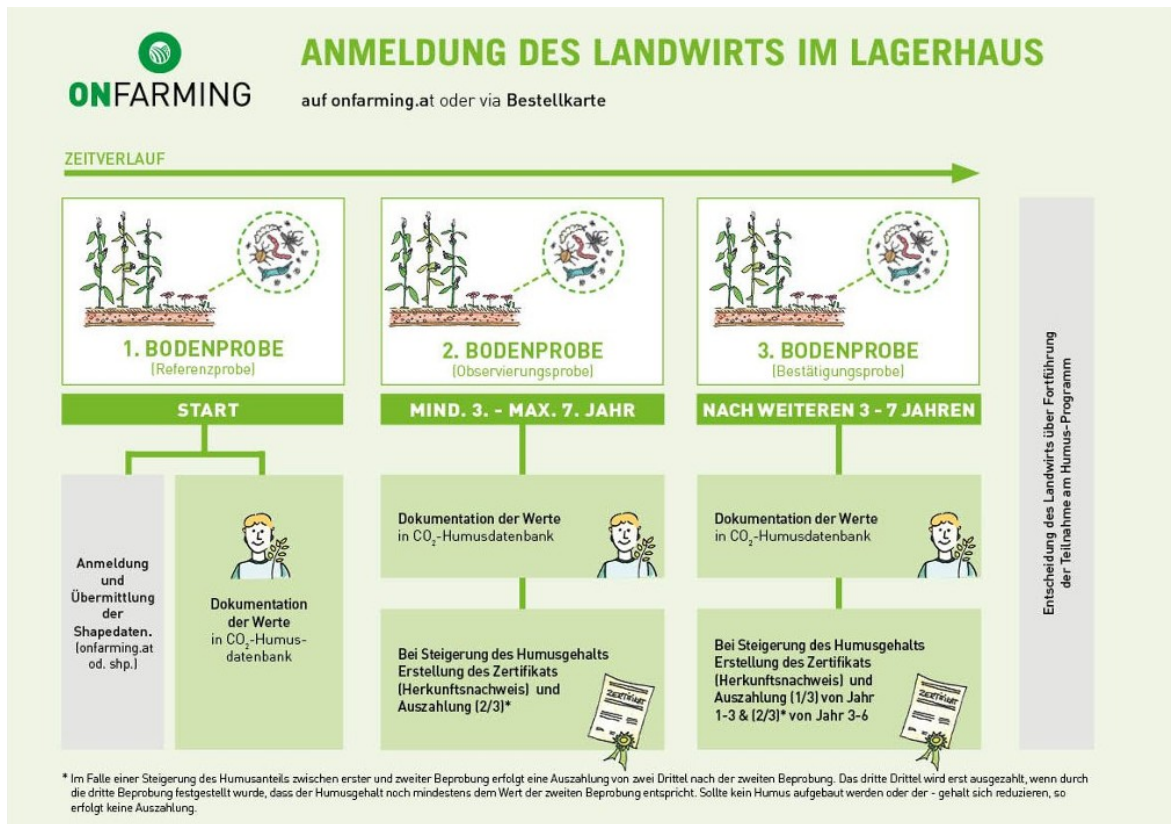 ONFARMING
ANMELDUNG DES LANDWIRTS IM LAGERHAUS
auf onfarming.at oder via Bestellkarte
ZEITVERLAUF
1. BODENPROBE
(Referenzprobe)
START
Anmeldung
und
Übermittlung
der
Shapedaten.
(onfarming.at
od. shp.)
Dokumentation
der Werte
in CO₂-Humus-
datenbank
2. BODENPROBE
(Observierungsprobe)
MIND. 3. - MAX. 7. JAHR
Dokumentation der Werte
in CO₂-Humusdatenbank
Bei Steigerung des Humusgehalts
Erstellung des Zertifikats
(Herkunftsnachweis) und
Auszahlung (2/3)*
ZERTIFIKAT
3. BODENPROBE
(Bestätigungsprobe)
NACH WEITEREN 3 - 7 JAHREN
Dokumentation der Werte
in CO₂-Humusdatenbank
Bei Steigerung des Humusgehalts
Erstellung des Zertifikats
(Herkunftsnachweis) und
Auszahlung (1/3) von Jahr
1-3 & (2/3)* von Jahr 3-6
ZERTIFIKAT
Entscheidung des Landwirts über Fortführung
der Teilnahme am Humus-Programm
* Im Falle einer Steigerung des Humusanteils zwischen erster und zweiter Beprobung erfolgt eine Auszahlung von zwei Drittel nach der zweiten Beprobung. Das dritte Drittel wird erst ausgezahlt, wenn durch
die dritte Beprobung festgestellt wurde, dass der Humusgehalt noch mindestens dem Wert der zweiten Beprobung entspricht. Sollte kein Humus aufgebaut werden oder der - gehalt sich reduzieren, so
erfolgt keine Auszahlung.